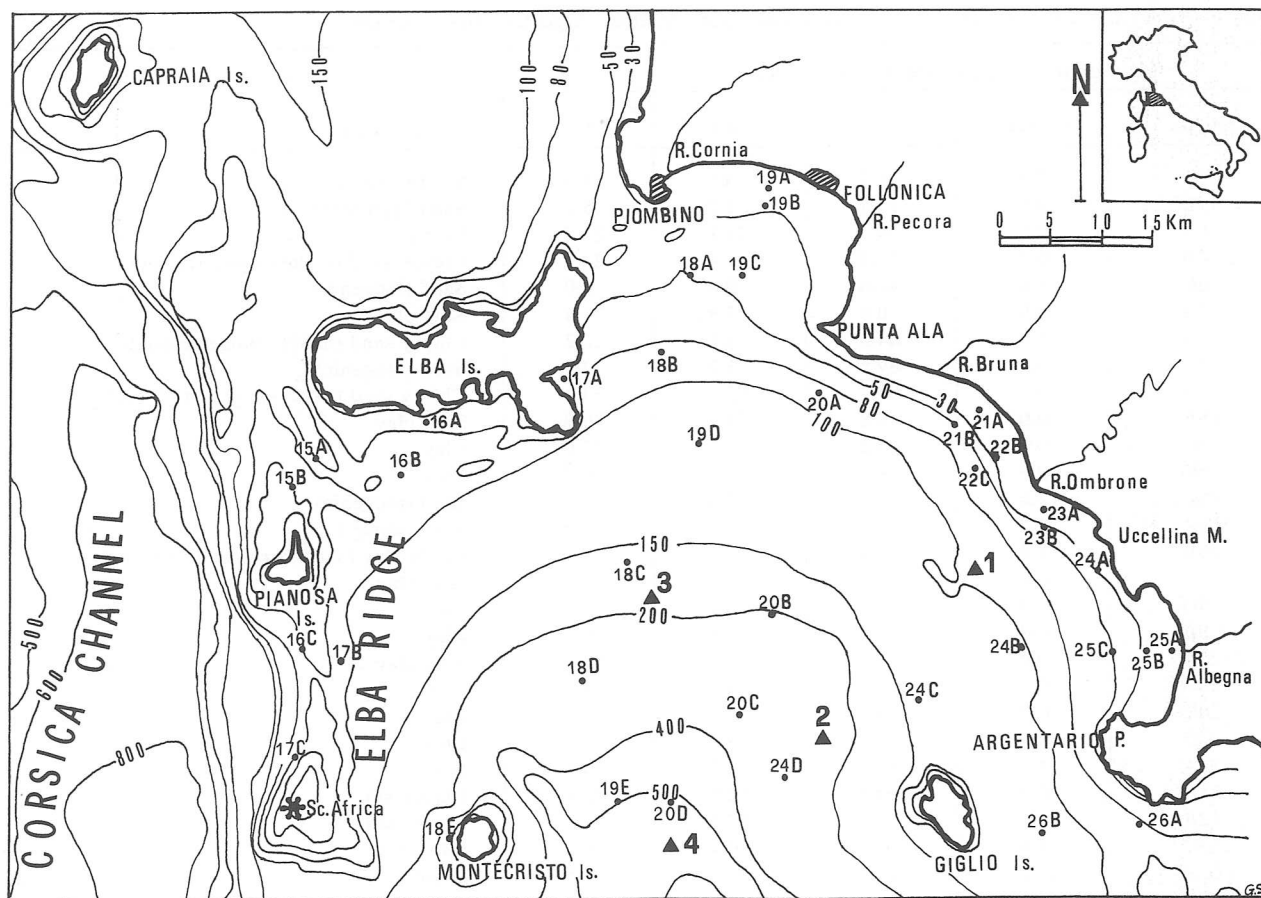 CAPRAIA Is.
150
100
80
50
30
N
R.Cornia
19A
19B
FOLLONICA
PIOMBINO
R.Pecora
0 5 10 15 Km
18A
19C
PUNTA ALA
R.Bruna
ELBA Is.
17A
18B
50
30
80
100
20A
21A
21B
16A
19D
22B
15A
16B
22C
15B
R.Ombrone
23A
23B
Uccellina M.
24A
150
18C
3
1
PIANOSA
Is.
200
20B
500
600
800
CORSICA CHANNEL
ELBA RIDGE
16C
17B
24B
25C
25B
25A
R.
Albegna
18D
24C
20C
2
400
ARGENTARIO P.
17C
24D
Sc.Africa
19E
500
20D
18E
4
26B
26A
MONTECRISTO Is.
GIGLIO Is.
G.S